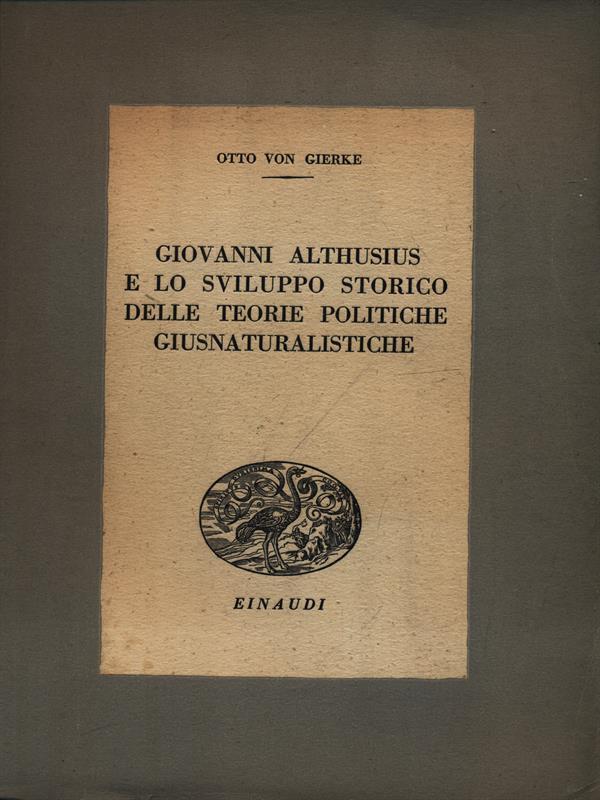 OTTO VON GIERKE
GIOVANNI ALTHUSIUS
E LO SVILUPPO STORICO
DELLE TEORIE POLITICHE
GIUSNATURALISTICHE
EINAUDI